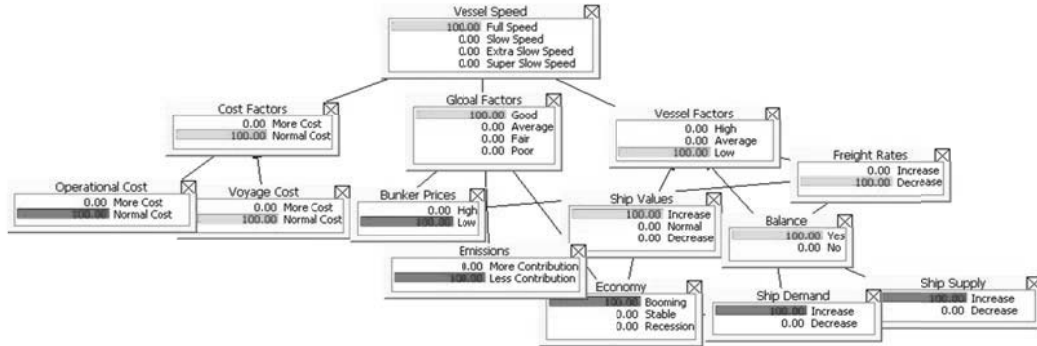 Vessel Speed
100.00 Full Speed
0.00 Slow Speed
0.00 Extra Slow Speed
0.00 Super Slow Speed
Cost Factors
0.00 More Cost
100.00 Normal Cost
Global Factors
100.00 Good
0.00 Average
0.00 Fair
0.00 Poor
Vessel Factors
0.00 High
0.00 Average
100.00 Low
Freight Rates
0.00 Increase
100.00 Decrease
Operational Cost
0.00 More Cost
100.00 Normal Cost
Voyage Cost
0.00 More Cost
100.00 Normal Cost
Bunker Prices
0.00 High
100.00 Low
Ship Values
100.00 Increase
0.00 Normal
0.00 Decrease
Balance
100.00 Yes
0.00 No
Emissions
0.00 More Contribution
100.00 Less Contribution
Economy
100.00 Booming
0.00 Stable
0.00 Recession
Ship Demand
100.00 Increase
0.00 Decrease
Ship Supply
100.00 Increase
0.00 Decrease